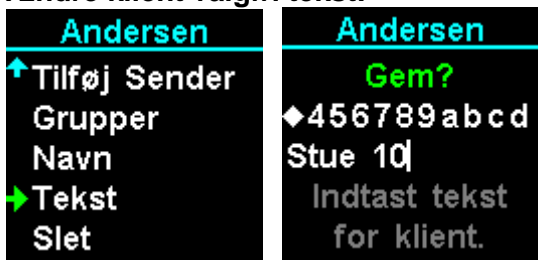 Andersen
Tilføj Sender
Grupper
Navn
Tekst
Slet
Andersen
Gem?
456789abcd
Stue 10
Indtast tekst
for klient.